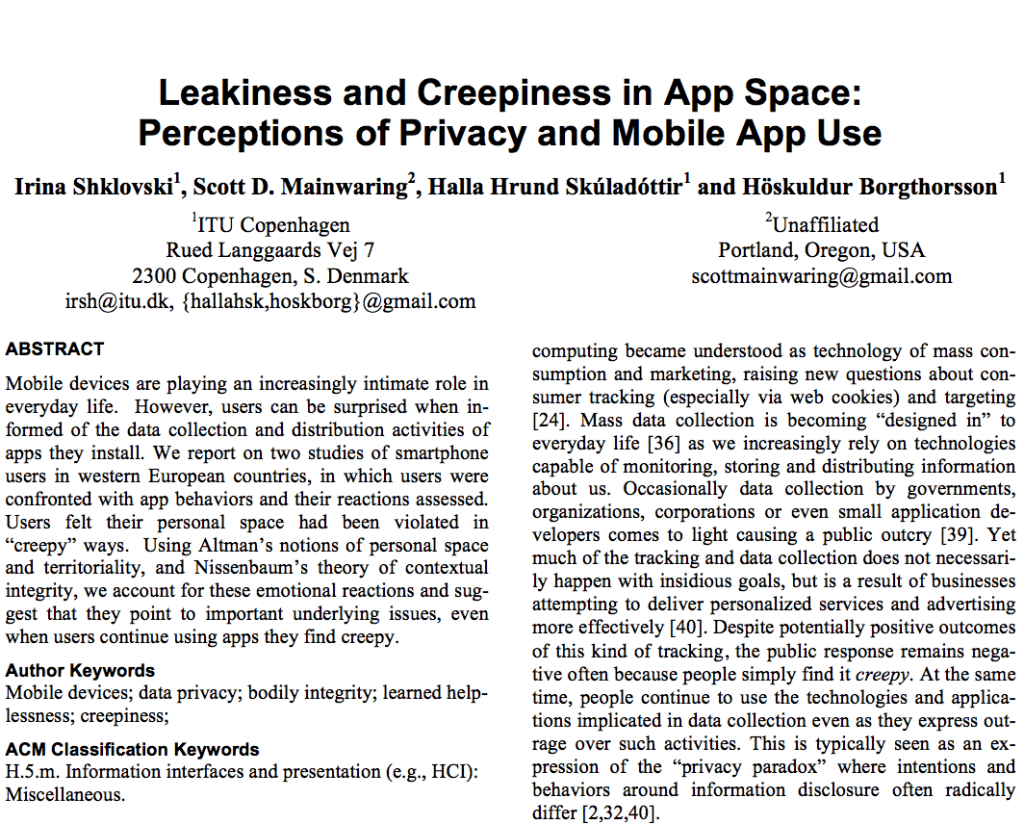 Leakiness and Creepiness in App Space:
Perceptions of Privacy and Mobile App Use
Irina Shklovski1, Scott D. Mainwaring2, Halla Hrund Skúladóttir1 and Höskuldur Borgthorsson1
1ITU Copenhagen
Rued Langgaards Vej 7
2300 Copenhagen, S. Denmark
irsh@itu.dk, {hallahsk,hoskborg}@gmail.com
2Unaffiliated
Portland, Oregon, USA
scottmainwaring@gmail.com
ABSTRACT
Mobile devices are playing an increasingly intimate role in
everyday life. However, users can be surprised when in-
formed of the data collection and distribution activities of
apps they install. We report on two studies of smartphone
users in western European countries, in which users were
confronted with app behaviors and their reactions assessed.
Users felt their personal space had been violated in
“creepy” ways. Using Altman’s notions of personal space
and territoriality, and Nissenbaum’s theory of contextual
integrity, we account for these emotional reactions and sug-
gest that they point to important underlying issues, even
when users continue using apps they find creepy.
Author Keywords
Mobile devices; data privacy; bodily integrity; learned help-
lessness; creepiness;
ACM Classification Keywords
H.5.m. Information interfaces and presentation (e.g., HCI):
Miscellaneous.
computing became understood as technology of mass con-
sumption and marketing, raising new questions about con-
sumer tracking (especially via web cookies) and targeting
[24]. Mass data collection is becoming “designed in” to
everyday life [36] as we increasingly rely on technologies
capable of monitoring, storing and distributing information
about us. Occasionally data collection by governments,
organizations, corporations or even small application de-
velopers comes to light causing a public outcry [39]. Yet
much of the tracking and data collection does not necessari-
ly happen with insidious goals, but is a result of businesses
attempting to deliver personalized services and advertising
more effectively [40]. Despite potentially positive outcomes
of this kind of tracking, the public response remains nega-
tive often because people simply find it creepy. At the same
time, people continue to use the technologies and applica-
tions implicated in data collection even as they express out-
rage over such activities. This is typically seen as an ex-
pression of the “privacy paradox” where intentions and
behaviors around information disclosure often radically
differ [2,32,40].